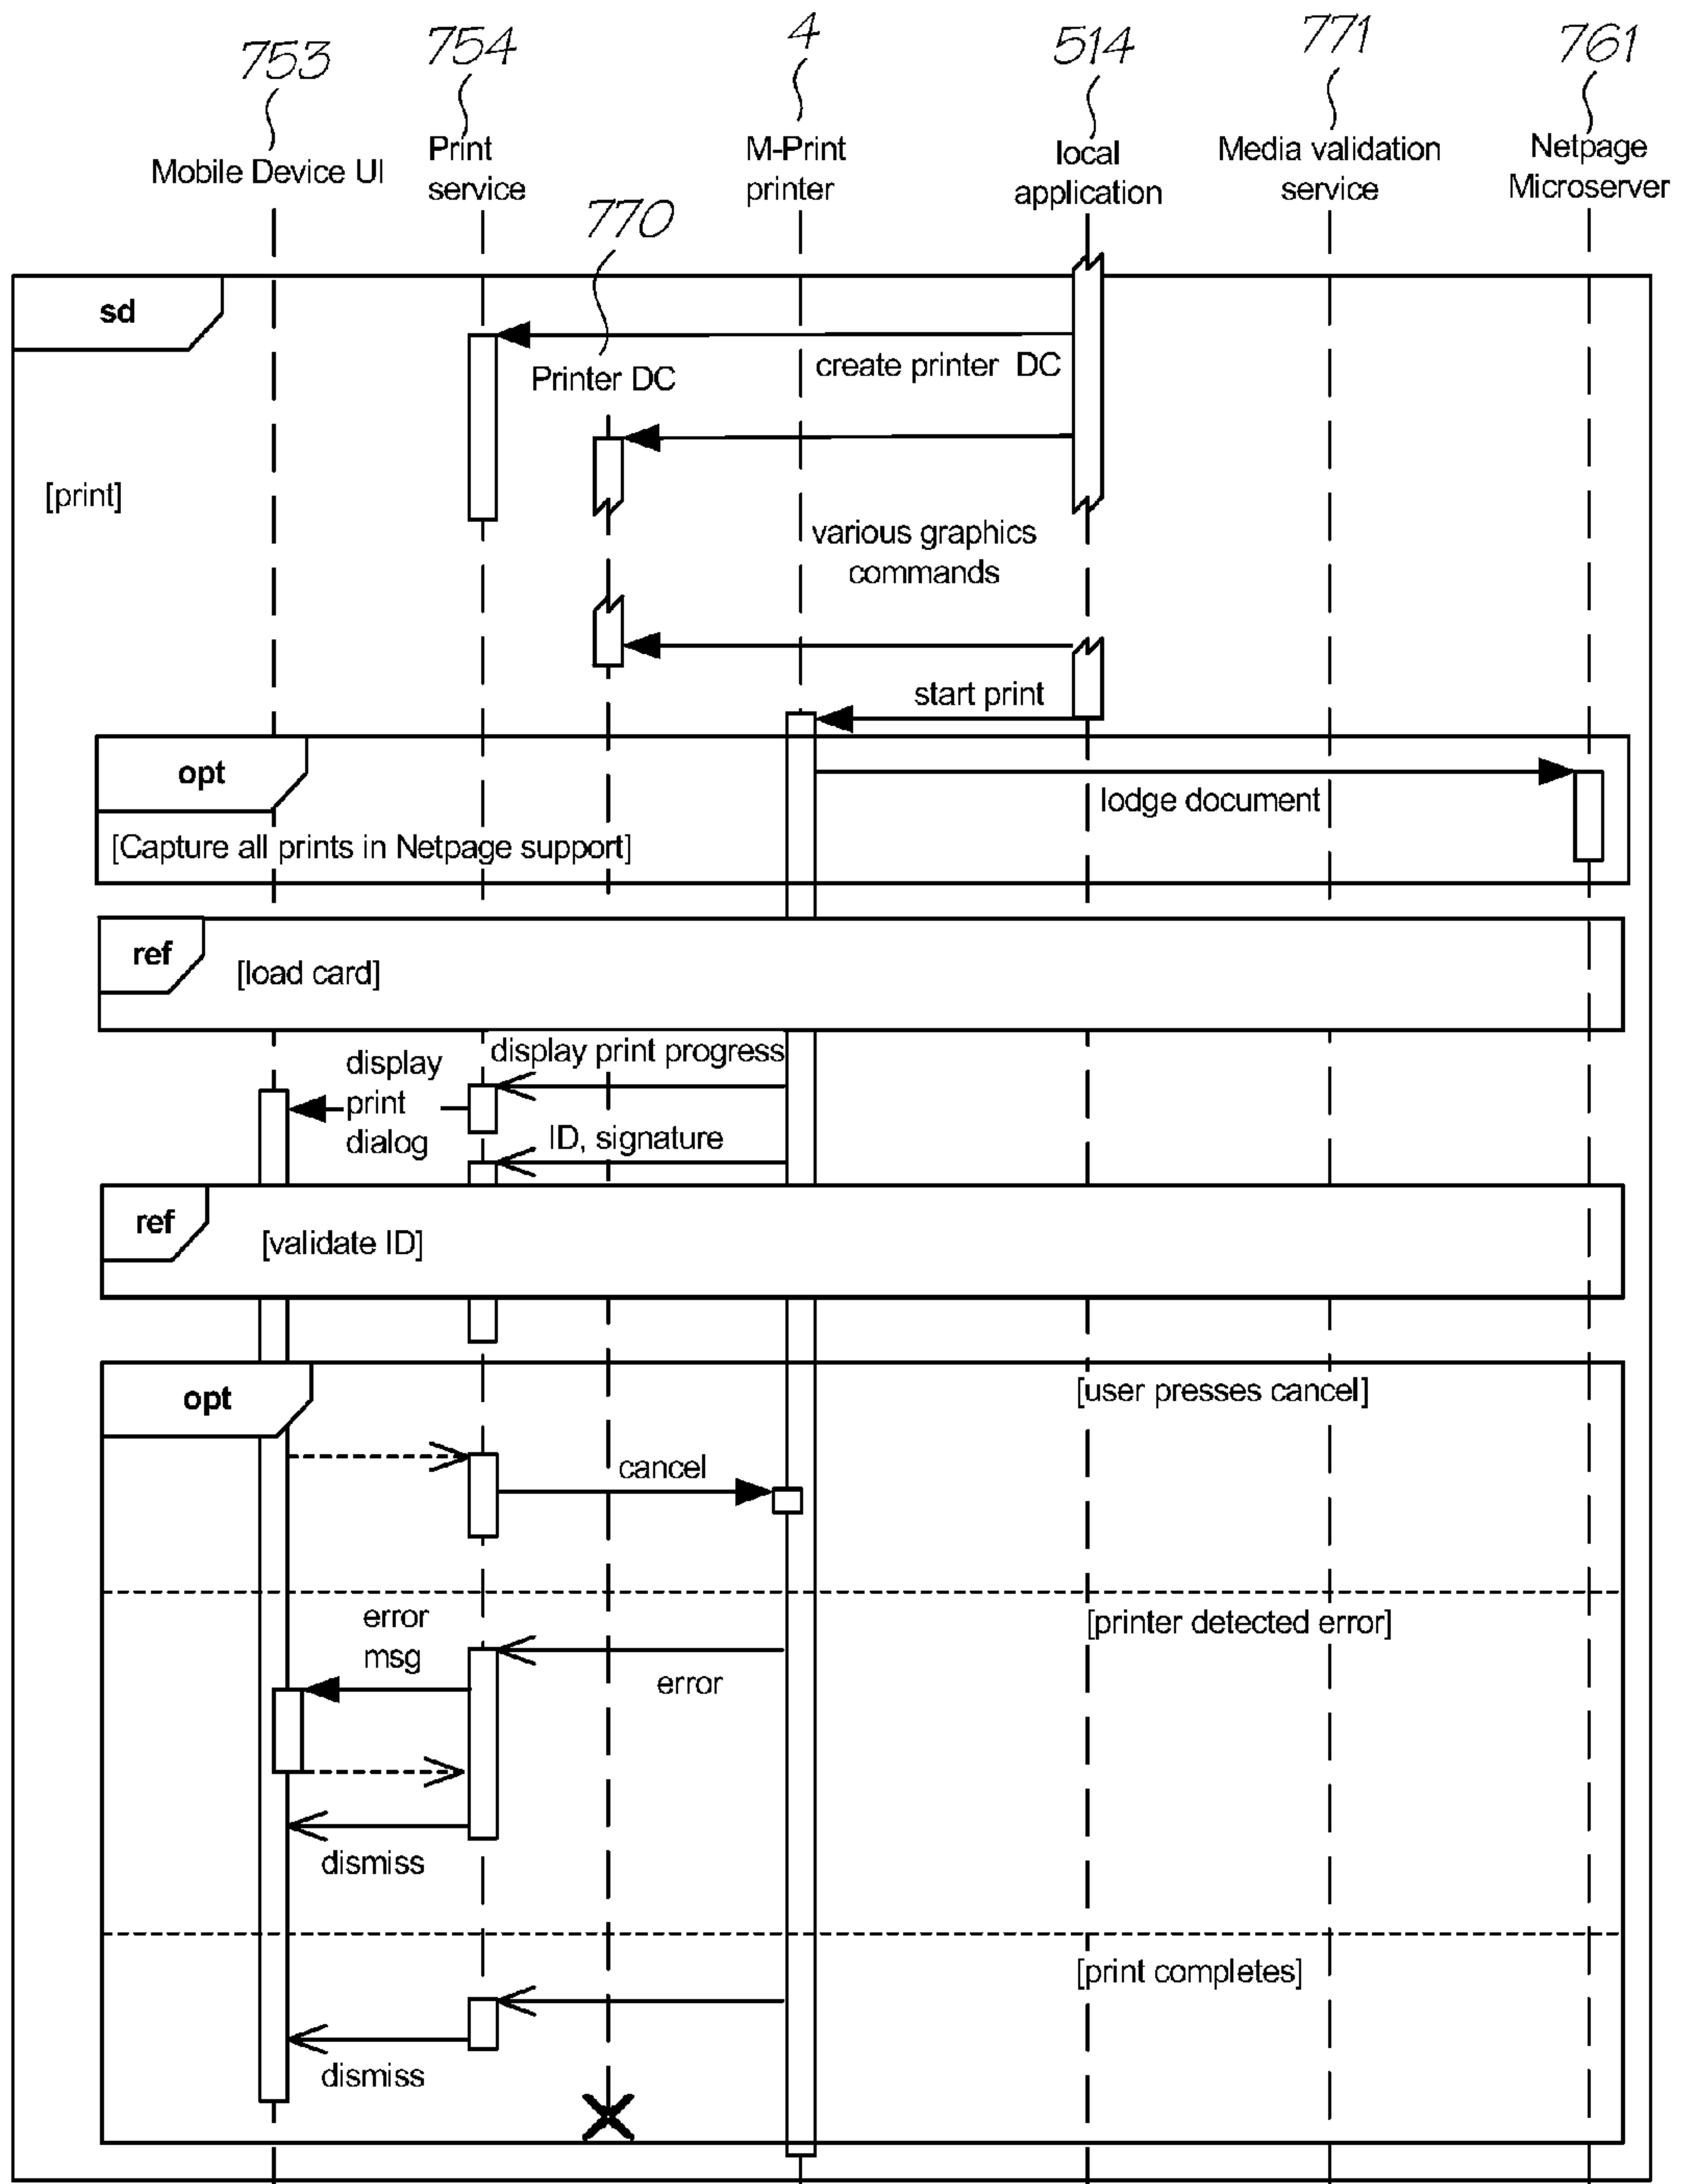 753
754
4
514
771
761
Mobile Device UI
Print
service
M-Print
printer
local
application
Media validation
service
Netpage
Microserver
770
sd
Printer DC
create printer DC
[print]
various graphics
commands
start print
opt
lodge document
[Capture all prints in Netpage support]
ref
[load card]
display print progress
display
print
dialog
ID, signature
ref
[validate ID]
opt
[user presses cancel]
cancel
error
msg
[printer detected error]
error
dismiss
[print completes]
dismiss